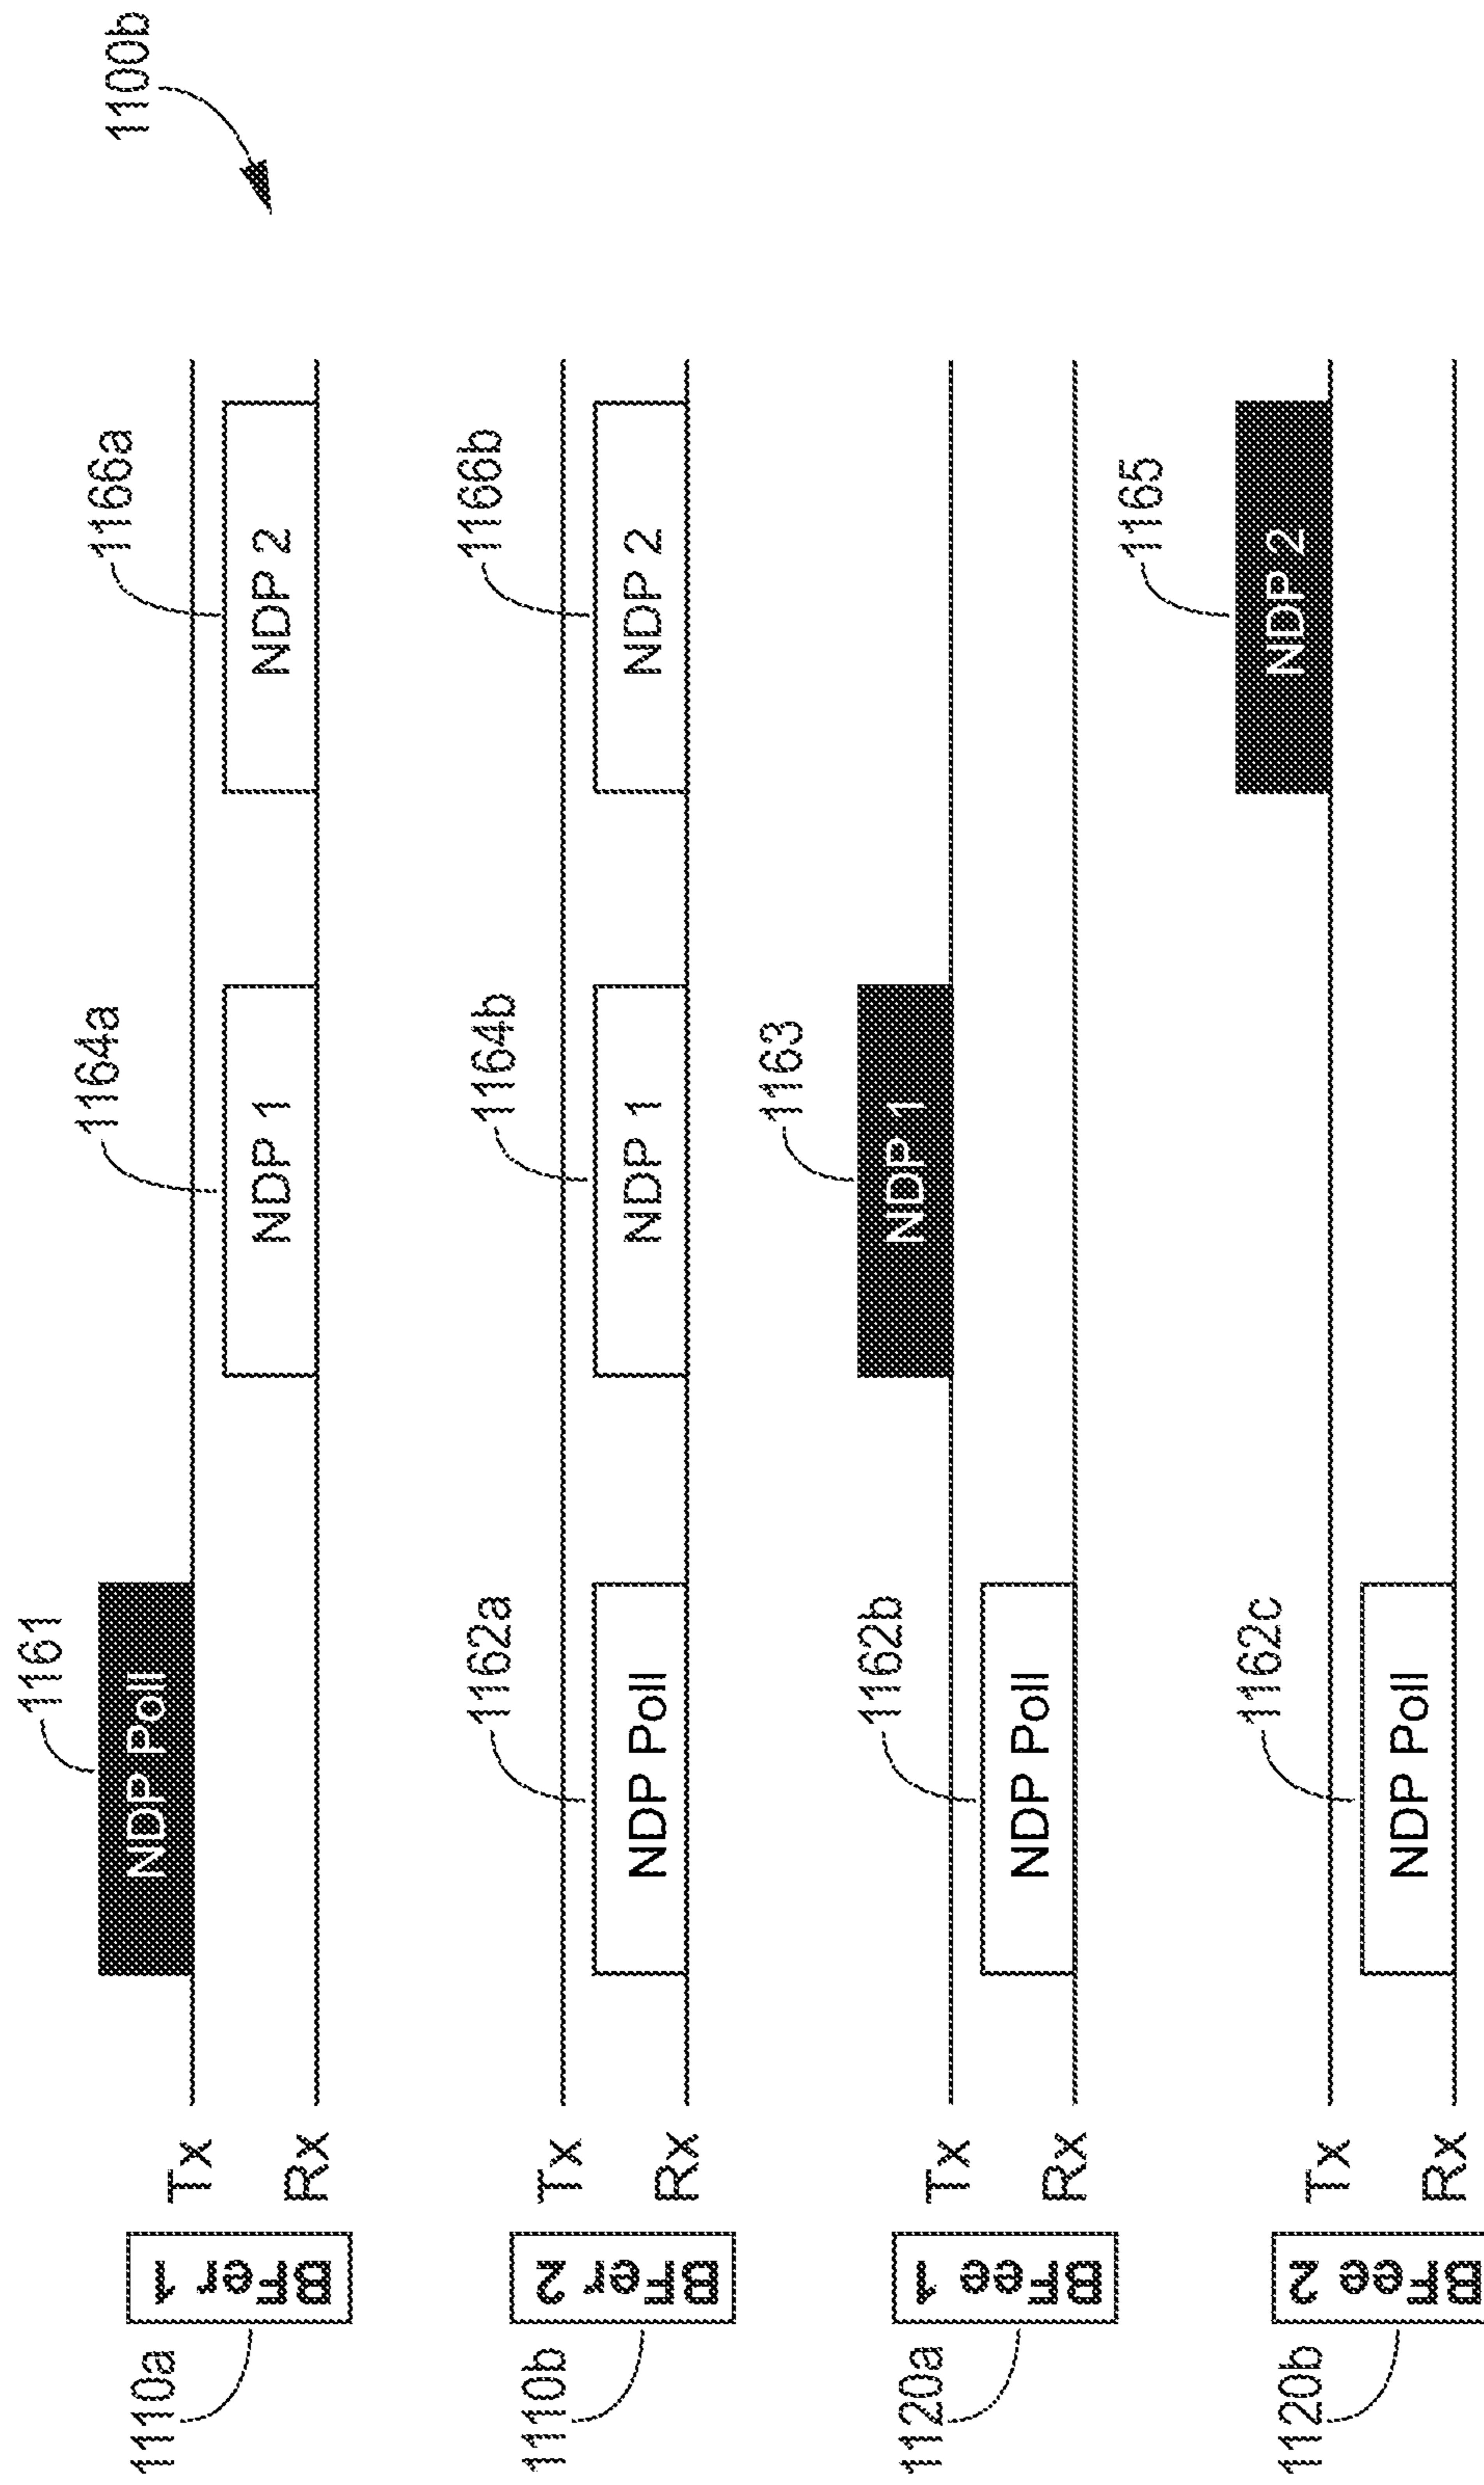 1100b
1161
1164a
1166a
NDP Poll
NDP 1
NDP 2
1110a
BFer 1
Tx
Rx
1162a
1164b
1166b
NDP Poll
NDP 1
NDP 2
1110b
BFer 2
Tx
Rx
1162b
1163
NDP Poll
NDP 1
1120a
BFee 1
Tx
Rx
1162c
1165
NDP Poll
NDP 2
1120b
BFee 2
Tx
Rx